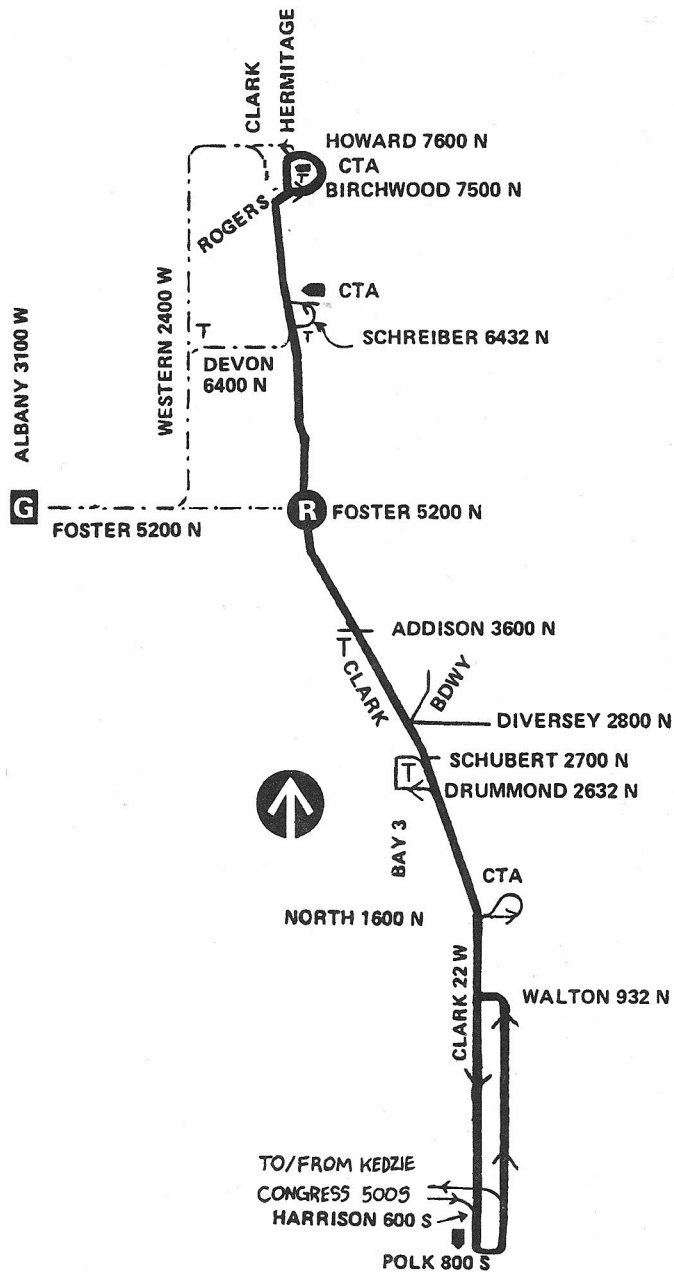 CLARK
HERMITAGE
HOWARD 7600 N
CTA
T
BIRCHWOOD 7500 N
ROGERS
WESTERN 2400 W
ALBANY 3100 W
CTA
T
T
SCHREIBER 6432 N
DEVON
6400 N
G
R
FOSTER 5200 N
FOSTER 5200 N
ADDISON 3600 N
T
CLARK
BDWY
DIVERSEY 2800 N
SCHUBERT 2700 N
T
DRUMMOND 2632 N
BAY 3
CTA
NORTH 1600 N
CLARK 22 W
WALTON 932 N
TO/FROM KEDZIE
CONGRESS 500S
HARRISON 600 S
POLK 800 S